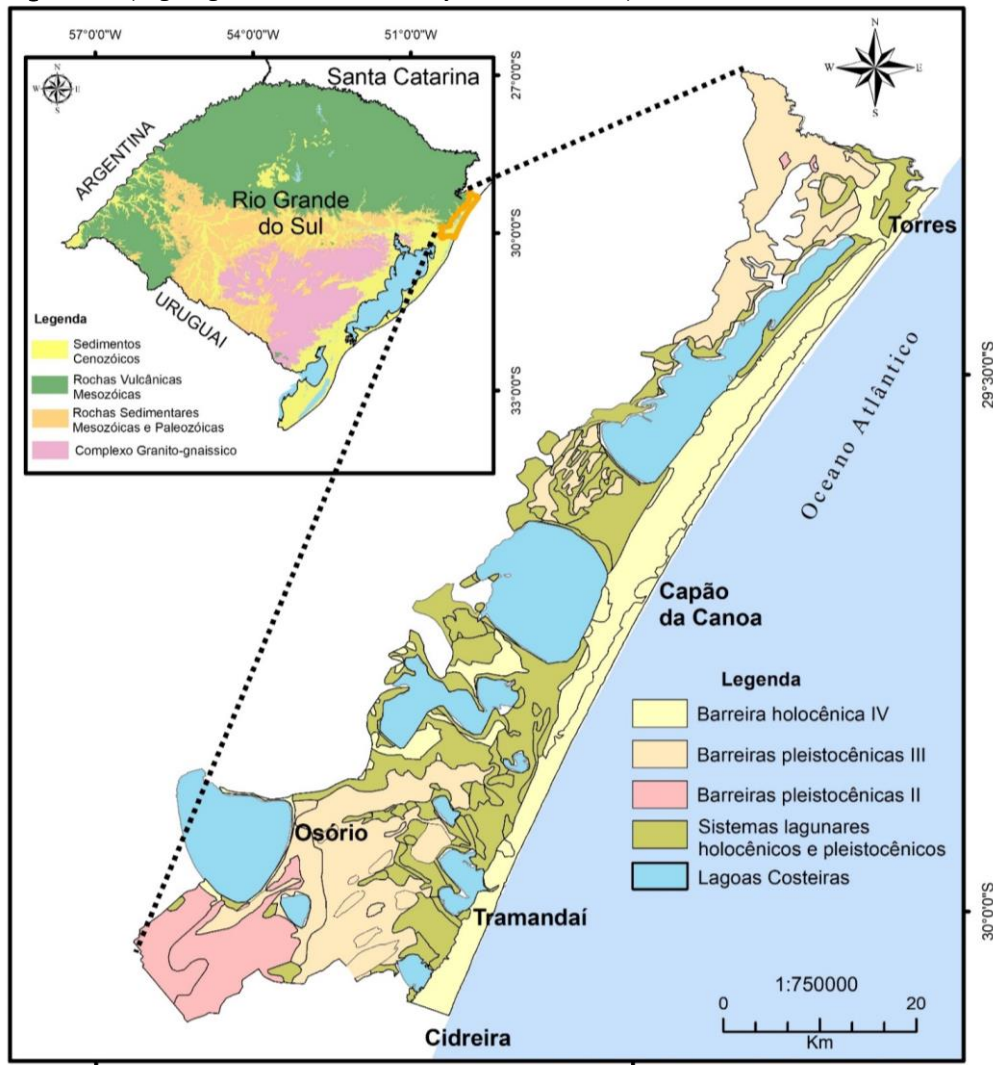 57°0'0"W
54°0'0"W
51°0'0"W
N
W
E
S
Santa Catarina
27°0'0"S
ARGENTINA
Rio Grande
do Sul
30°0'0"S
URUGUAI
33°0'0"S
Legenda
Sedimentos
Cenozóicos
Rochas Vulcânicas
Mesozóicas
Rochas Sedimentares
Mesozóicas e Paleozóicas
Complexo Granito-gnaissico
N
W
E
S
Torres
Oceano Atlântico
29°30'0"S
Capão
da Canoa
Legenda
Barreira holocênica IV
Barreiras pleistocênicas III
Barreiras pleistocênicas II
Sistemas lagunares
holocênicos e pleistocênicos
Lagoas Costeiras
Osório
Tramandaí
30°0'0"S
Cidreira
1:750000
0 20
Km